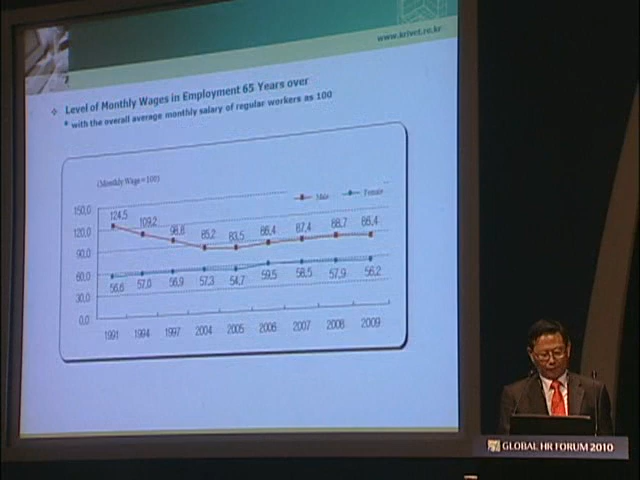 www.krivet.re.kr
Level of Monthly Wages in Employment 65 Years over
* with the overall average monthly salary of regular workers as 100
(Monthly Wage=100)
Male Female
150.0
120.0
90.0
60.0
30.0
0.0
124.5 109.2 98.8 85.2 83.5 86.4 87.4 88.7 86.4
56.6 57.0 56.9 57.3 54.7 59.5 58.5 57.9 56.2
1991 1994 1997 2004 2005 2006 2007 2008 2009
GLOBAL HR FORUM 2010